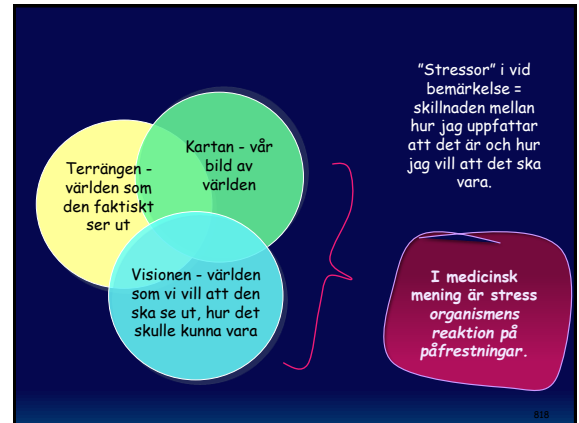 Terrängen -
världen som
den faktiskt
ser ut
Kartan - vår
bild av
världen
Visionen - världen
som vi vill att den
ska se ut, hur det
skulle kunna vara
”Stressor” i vid
bemärkelse =
skillnaden mellan
hur jag uppfattar
att det är och hur
jag vill att det ska
vara.
I medicinsk
mening är stress
organismens
reaktion på
påfrestningar.
818